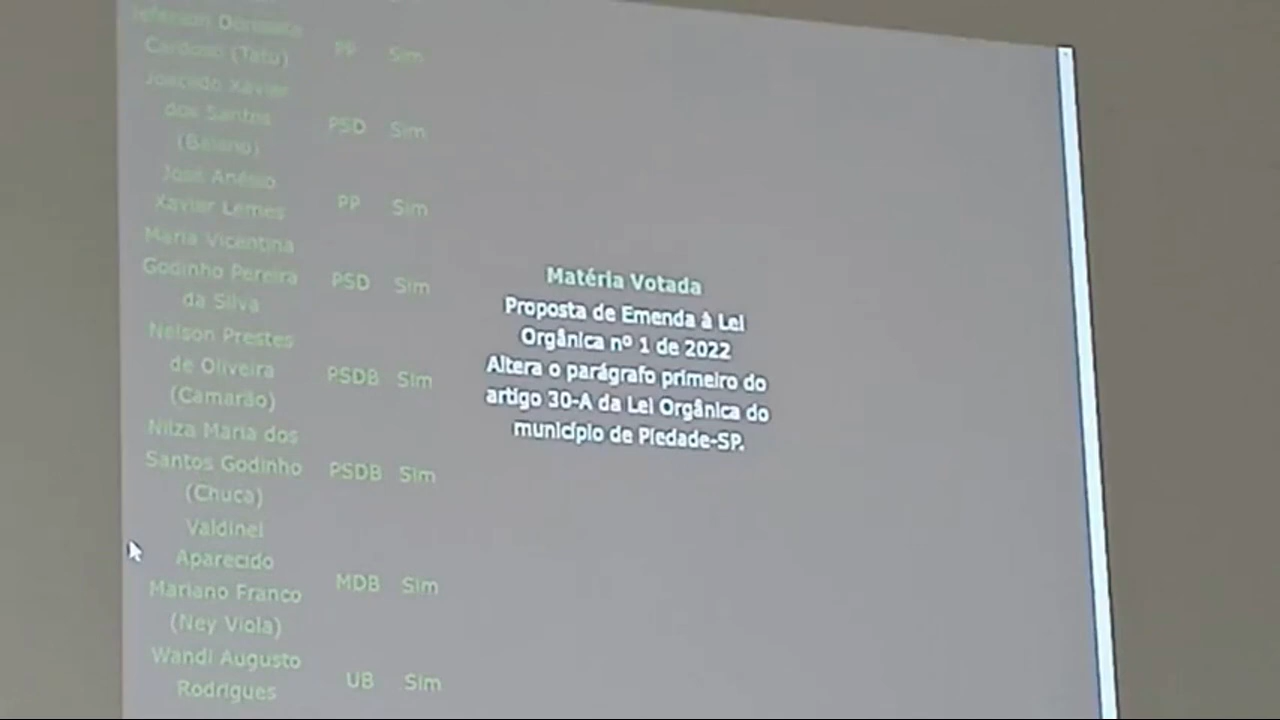 Cardoso (Tatu) PP Sim
dos Santos PSD Sim
(Baiano)
José Anésio
Xavier Lemes PP Sim
Maria Vicentina
Godinho Pereira PSD Sim
da Silva
Nelson Prestes
de Oliveira PSDB Sim
(Camarão)
Nilza Maria dos
Santos Godinho PSDB Sim
(Chuca)
Valdinei
Aparecido
Mariano Franco MDB Sim
(Ney Viola)
Wandi Augusto
Rodrigues UB Sim
Matéria Votada
Proposta de Emenda à Lei
Orgânica nº 1 de 2022
Altera o parágrafo primeiro do
artigo 30-A da Lei Orgânica do
município de Piedade-SP.